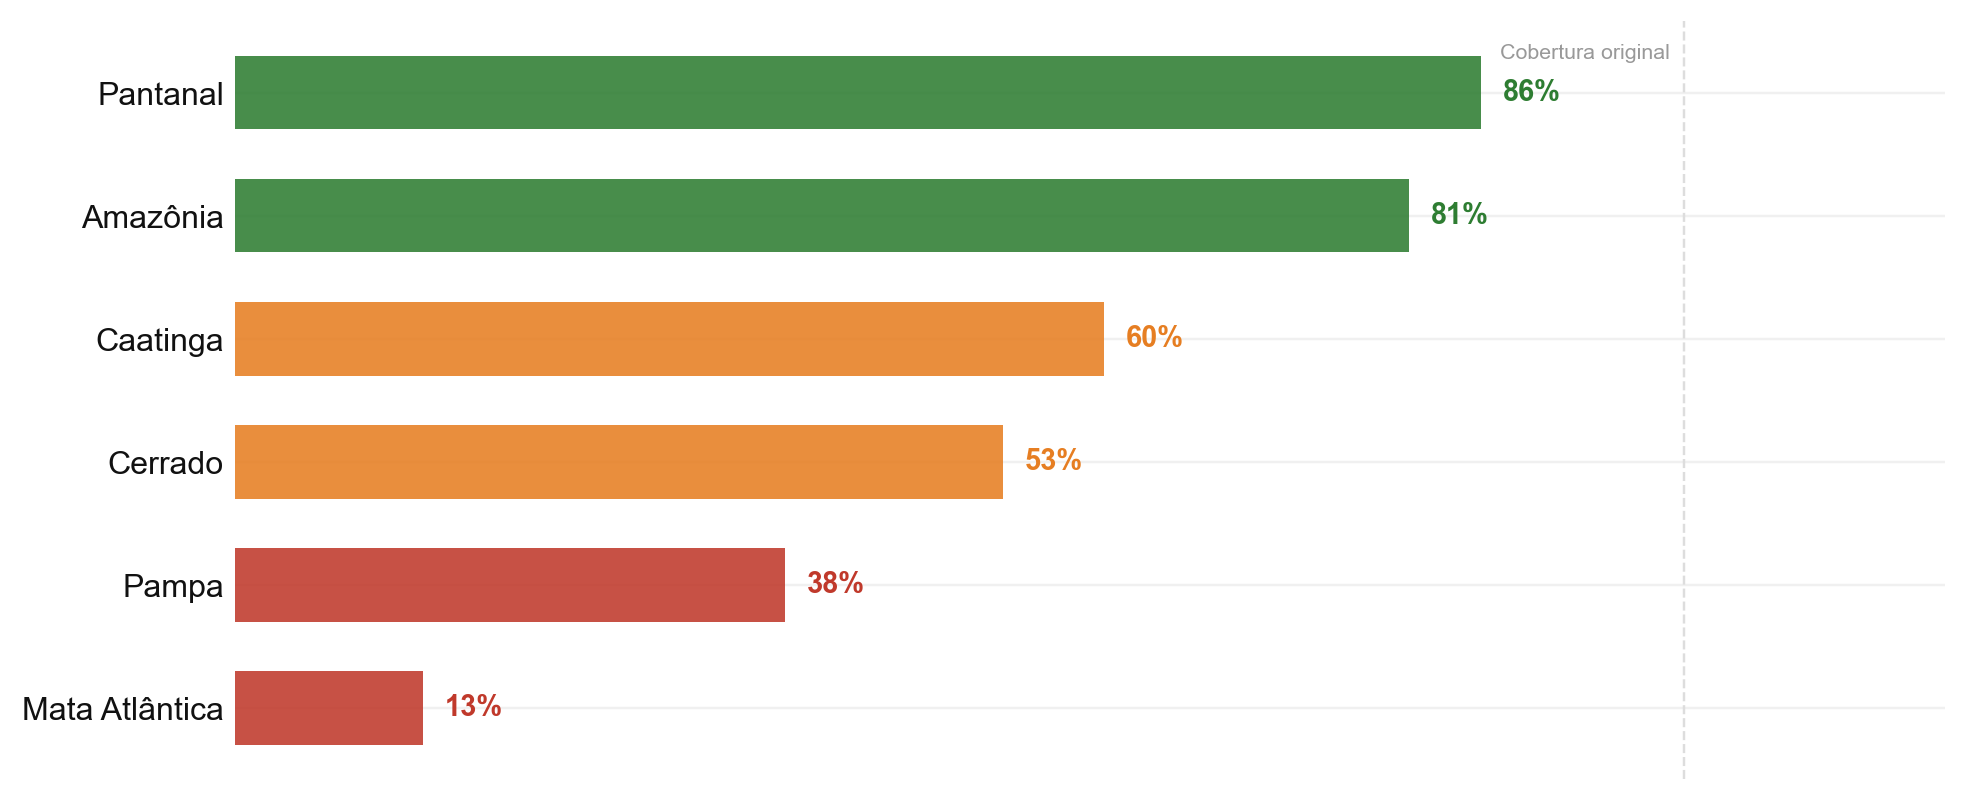 Cobertura original
Pantanal 86%
Amazônia 81%
Caatinga 60%
Cerrado 53%
Pampa 38%
Mata Atlântica 13%